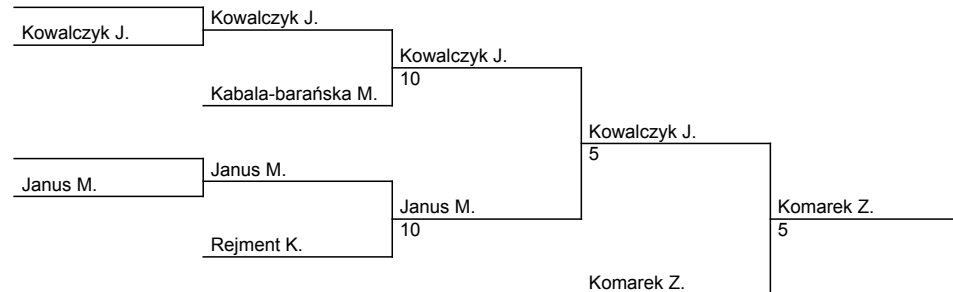 Kowalczyk J.
Kowalczyk J.
Kowalczyk J.
10
Kabala-barańska M.
Kowalczyk J.
5
Janus M.
Janus M.
Janus M.
10
Komarek Z.
5
Rejment K.
Komarek Z.